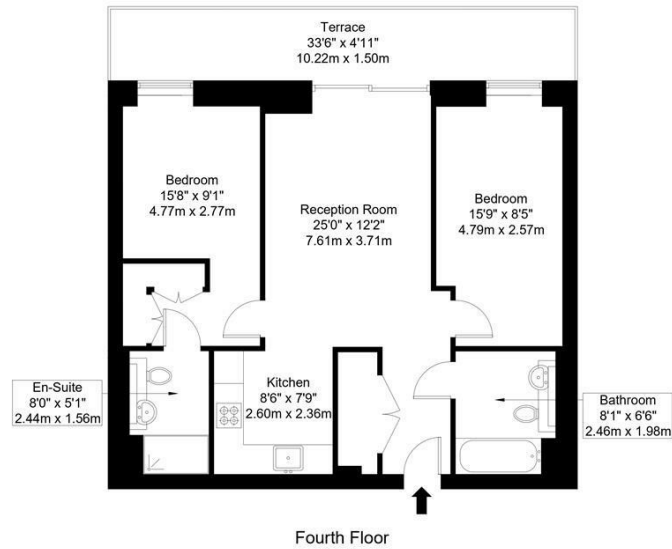 Terrace
33'6" x 4'11"
10.22m x 1.50m
Bedroom
15'8" x 9'1"
4.77m x 2.77m
Reception Room
25'0" x 12'2"
7.61m x 3.71m
Bedroom
15'9" x 8'5"
4.79m x 2.57m
En-Suite
8'0" x 5'1"
2.44m x 1.56m
Kitchen
8'6" x 7'9"
2.60m x 2.36m
Bathroom
8'1" x 6'6"
2.46m x 1.98m
Fourth Floor